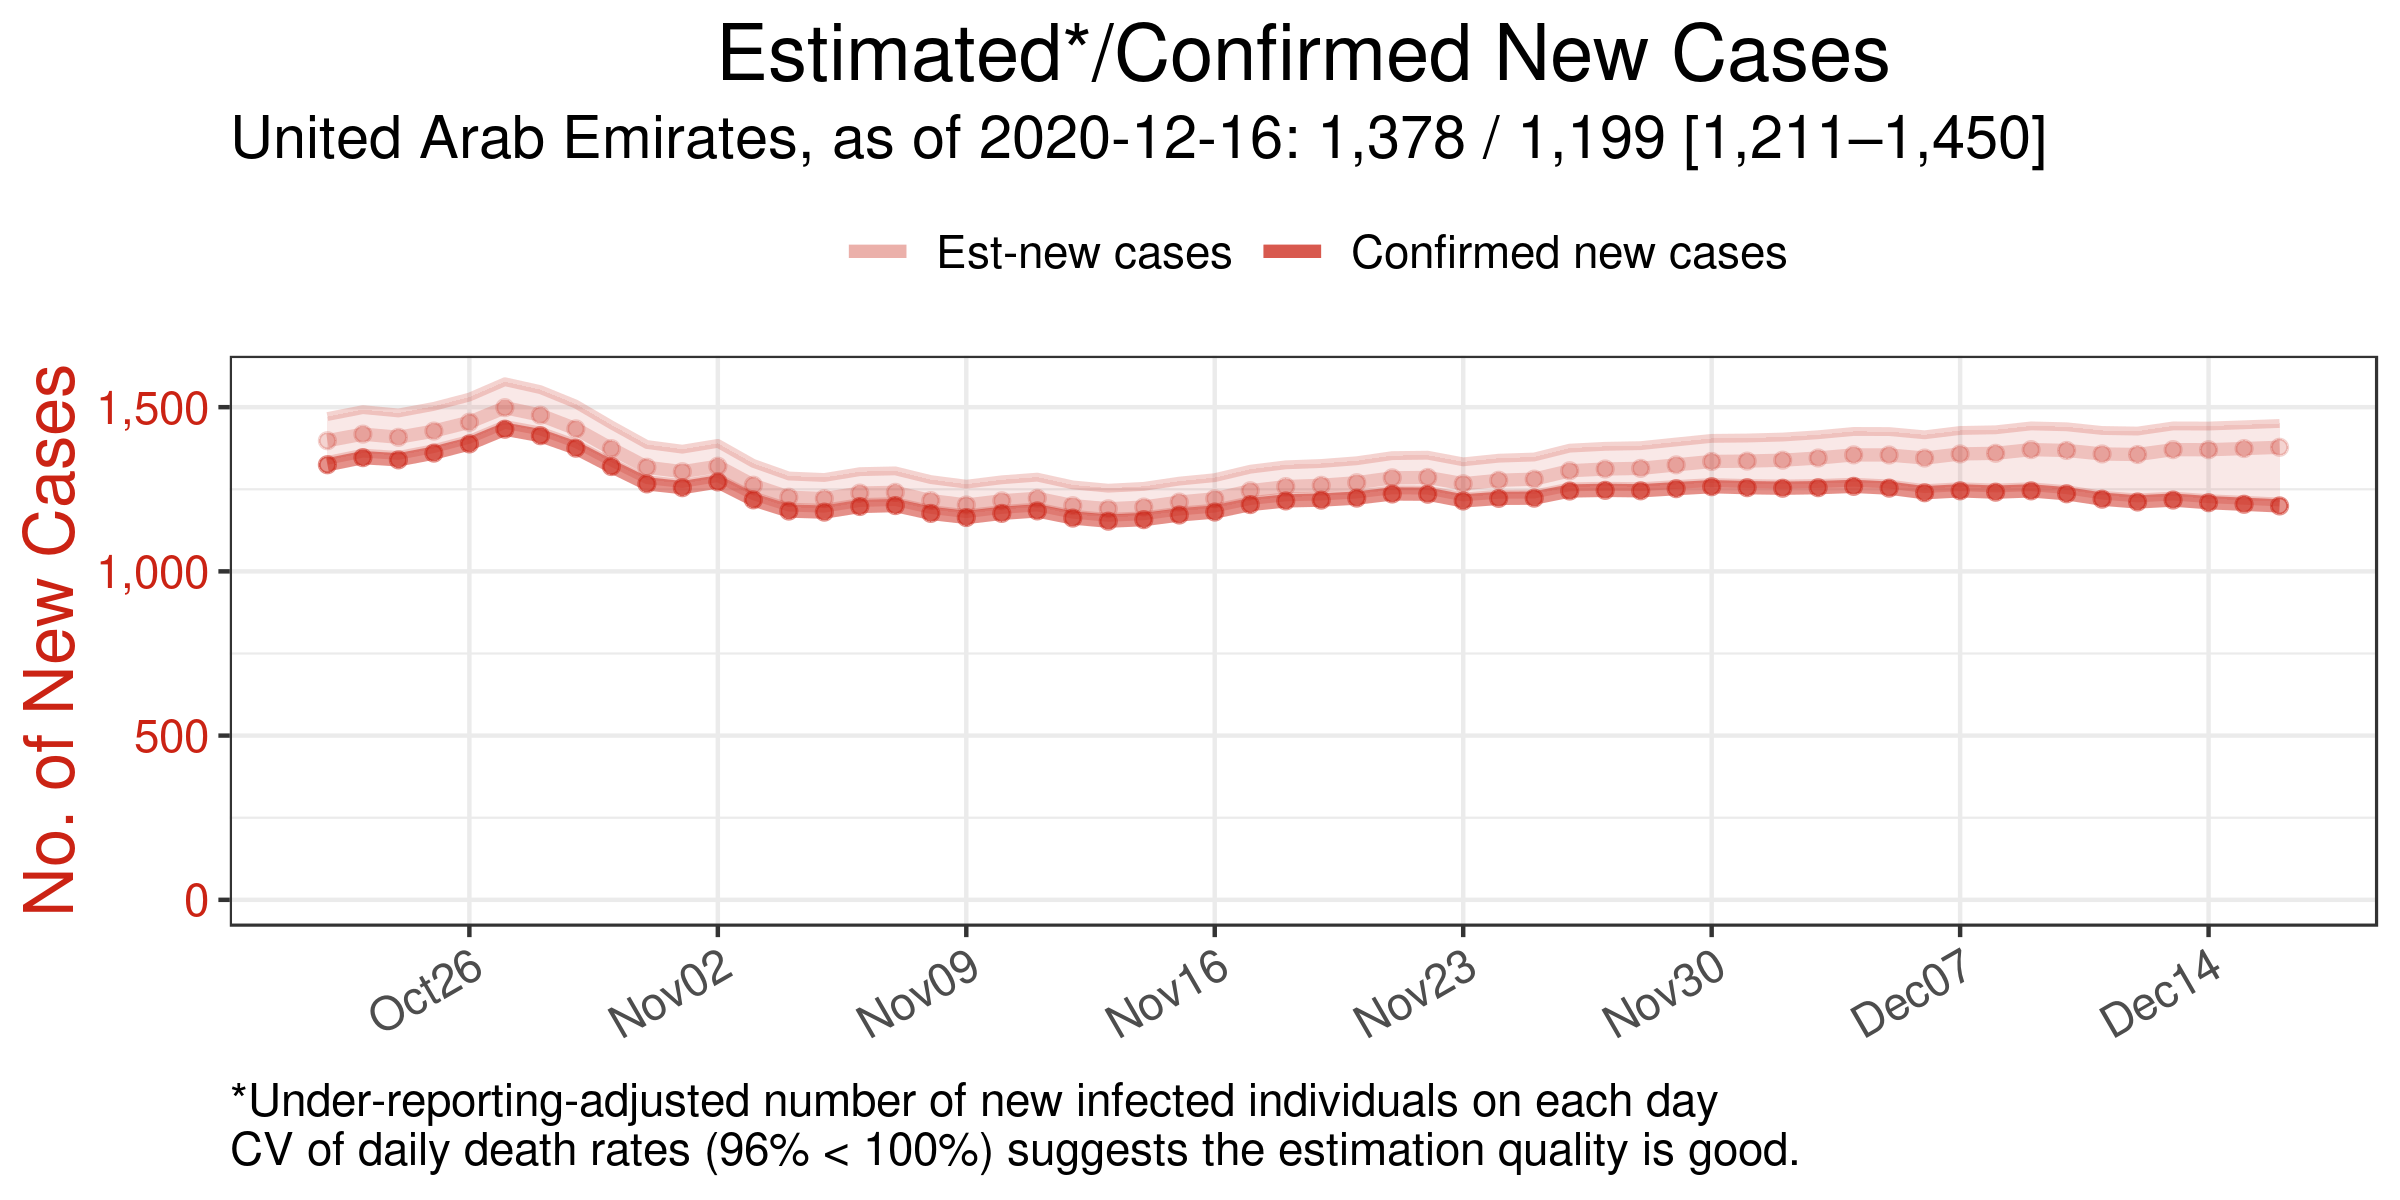 Estimated*/Confirmed New Cases
United Arab Emirates, as of 2020-12-16: 1,378 / 1,199 [1,211–1,450]
Est-new cases
Confirmed new cases
No. of New Cases
1,500
1,000
500
0
Oct26
Nov02
Nov09
Nov16
Nov23
Nov30
Dec07
Dec14
*Under-reporting-adjusted number of new infected individuals on each day
CV of daily death rates (96% < 100%) suggests the estimation quality is good.